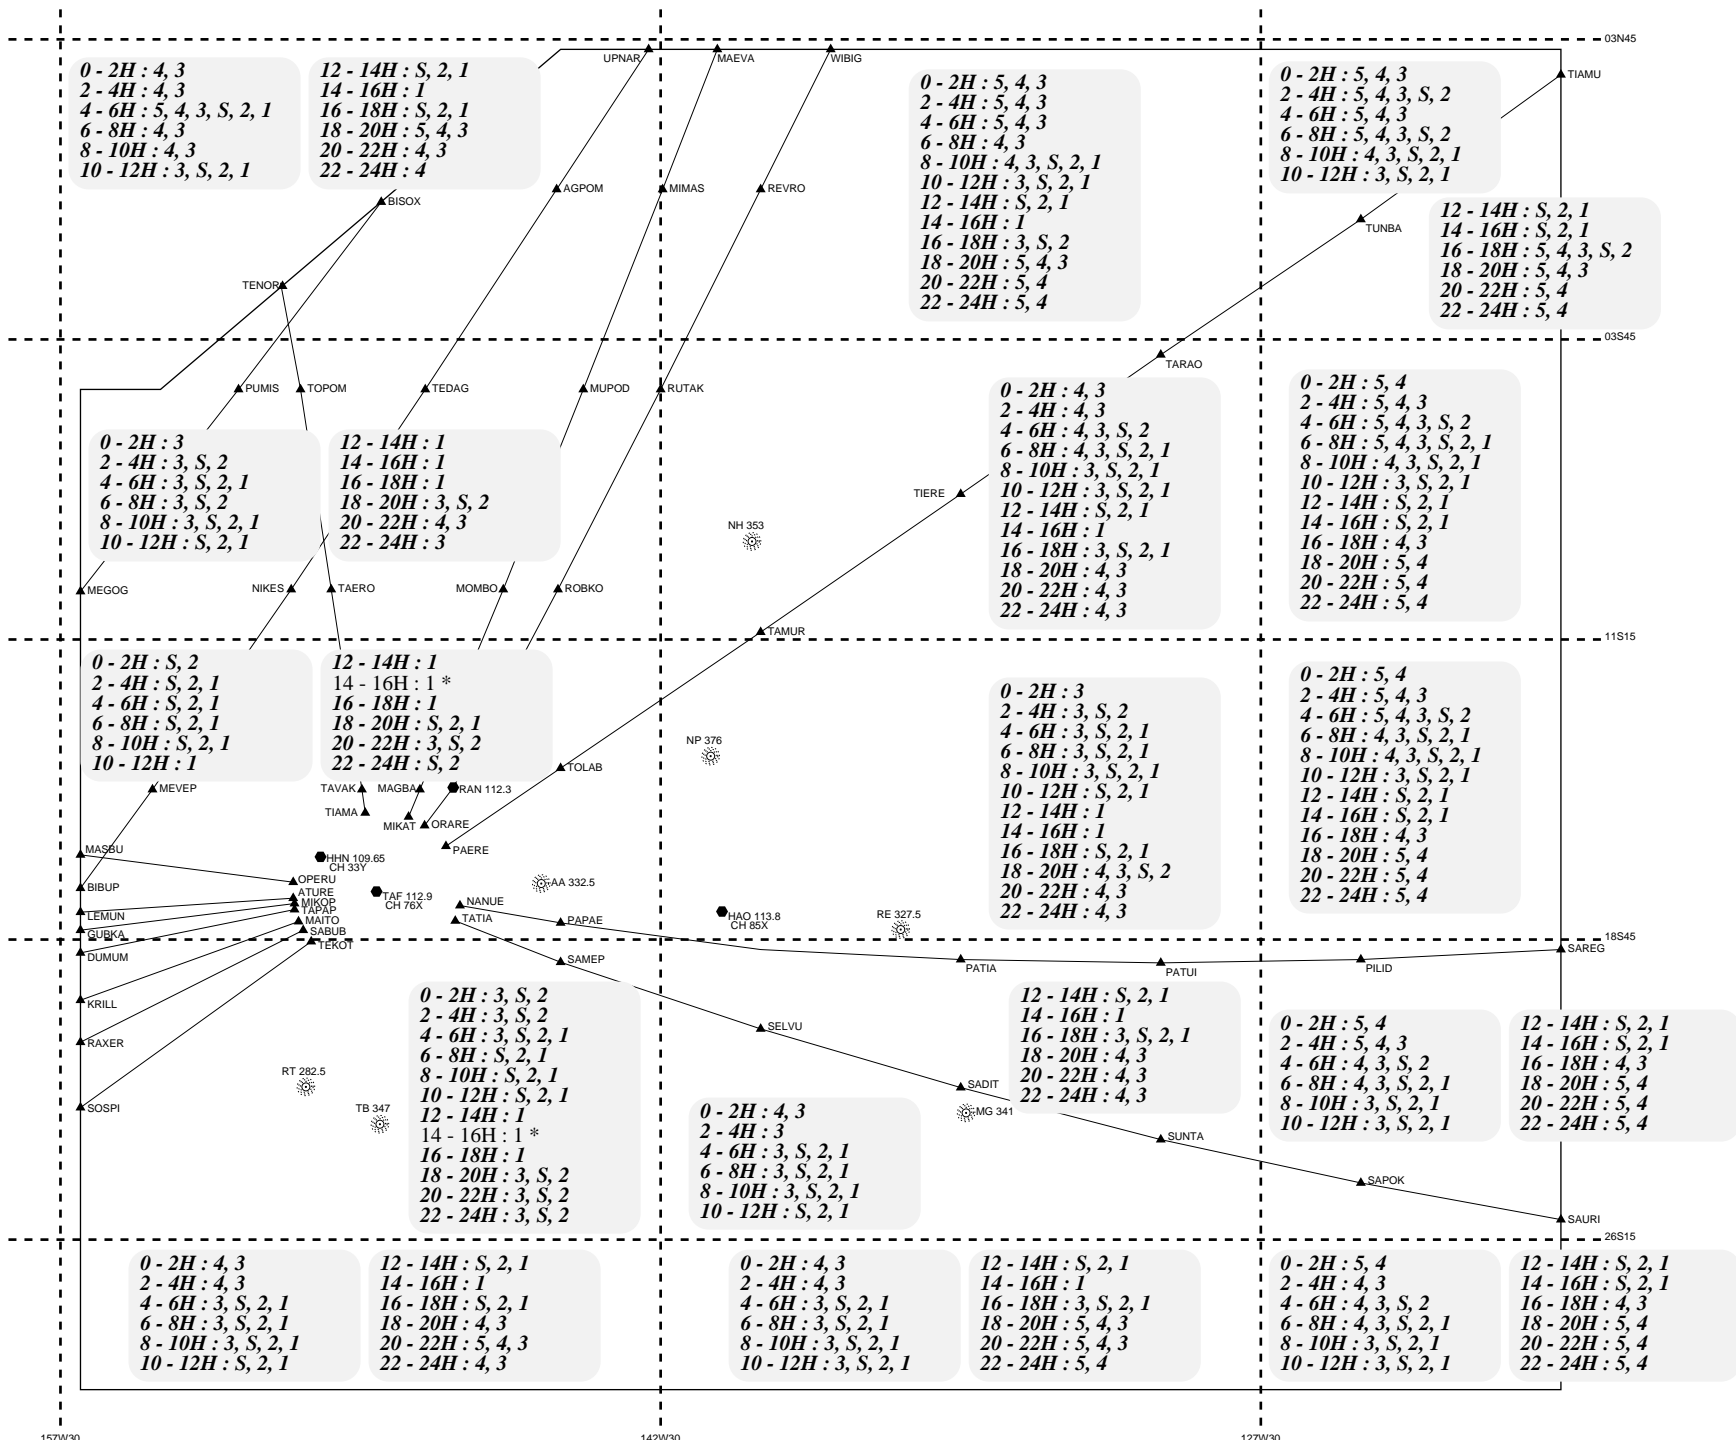 03N45
UPNAR
MAEVA
WIBIG
TIAMU
0 - 2H : 4, 3
2 - 4H : 4, 3
4 - 6H : 5, 4, 3, S, 2, 1
6 - 8H : 4, 3
8 - 10H : 4, 3
10 - 12H : 3, S, 2, 1
12 - 14H : S, 2, 1
14 - 16H : 1
16 - 18H : S, 2, 1
18 - 20H : 5, 4, 3
20 - 22H : 4, 3
22 - 24H : 4
0 - 2H : 5, 4, 3
2 - 4H : 5, 4, 3
4 - 6H : 5, 4, 3
6 - 8H : 4, 3
8 - 10H : 4, 3, S, 2, 1
10 - 12H : 3, S, 2, 1
12 - 14H : S, 2, 1
14 - 16H : 1
16 - 18H : 3, S, 2
18 - 20H : 5, 4, 3
20 - 22H : 5, 4
22 - 24H : 5, 4
0 - 2H : 5, 4, 3
2 - 4H : 5, 4, 3, S, 2
4 - 6H : 5, 4, 3
6 - 8H : 5, 4, 3, S, 2
8 - 10H : 4, 3, S, 2, 1
10 - 12H : 3, S, 2, 1
12 - 14H : S, 2, 1
14 - 16H : S, 2, 1
16 - 18H : 5, 4, 3, S, 2
18 - 20H : 5, 4, 3
20 - 22H : 5, 4
22 - 24H : 5, 4
BISOX
AGPOM
MIMAS
REVRO
TUNBA
TENOR
03S45
TARAO
PUMIS
TOPOM
TEDAG
MUPOD
RUTAK
0 - 2H : 3
2 - 4H : 3, S, 2
4 - 6H : 3, S, 2, 1
6 - 8H : 3, S, 2
8 - 10H : 3, S, 2, 1
10 - 12H : S, 2, 1
12 - 14H : 1
14 - 16H : 1
16 - 18H : 1
18 - 20H : 3, S, 2
20 - 22H : 4, 3
22 - 24H : 3
0 - 2H : 4, 3
2 - 4H : 4, 3
4 - 6H : 4, 3, S, 2
6 - 8H : 4, 3, S, 2, 1
8 - 10H : 3, S, 2, 1
10 - 12H : 3, S, 2, 1
12 - 14H : S, 2, 1
14 - 16H : 1
16 - 18H : 3, S, 2, 1
18 - 20H : 4, 3
20 - 22H : 4, 3
22 - 24H : 4, 3
0 - 2H : 5, 4
2 - 4H : 5, 4, 3
4 - 6H : 5, 4, 3, S, 2
6 - 8H : 5, 4, 3, S, 2, 1
8 - 10H : 4, 3, S, 2, 1
10 - 12H : 3, S, 2, 1
12 - 14H : S, 2, 1
14 - 16H : S, 2, 1
16 - 18H : 4, 3
18 - 20H : 5, 4
20 - 22H : 5, 4
22 - 24H : 5, 4
TIERE
NH 353
MEGOG
NIKES
TAERO
MOMBO
ROBKO
TAMUR
11S15
0 - 2H : S, 2
2 - 4H : S, 2, 1
4 - 6H : S, 2, 1
6 - 8H : S, 2, 1
8 - 10H : S, 2, 1
10 - 12H : 1
12 - 14H : 1
14 - 16H : 1 *
16 - 18H : 1
18 - 20H : S, 2, 1
20 - 22H : 3, S, 2
22 - 24H : S, 2
0 - 2H : 3
2 - 4H : 3, S, 2
4 - 6H : 3, S, 2, 1
6 - 8H : 3, S, 2, 1
8 - 10H : 3, S, 2, 1
10 - 12H : S, 2, 1
12 - 14H : 1
14 - 16H : 1
16 - 18H : S, 2, 1
18 - 20H : 4, 3, S, 2
20 - 22H : 4, 3
22 - 24H : 4, 3
0 - 2H : 5, 4
2 - 4H : 5, 4, 3
4 - 6H : 5, 4, 3, S, 2
6 - 8H : 4, 3, S, 2, 1
8 - 10H : 4, 3, S, 2, 1
10 - 12H : 3, S, 2, 1
12 - 14H : S, 2, 1
14 - 16H : S, 2, 1
16 - 18H : 4, 3
18 - 20H : 5, 4
20 - 22H : 5, 4
22 - 24H : 5, 4
NP 376
TOLAB
MEVEP
TAVAK
MAGBA
RAN 112.3
TIAMA
MIKAT
ORARE
PAERE
MASBU
HHN 109.65
CH 33Y
OPERU
BIBUP
ATURE
MIKOP
TAPAP
MAITO
SABUB
TEKOT
TAF 112.9
CH 76X
NANUE
TATIA
AA 332.5
PAPAE
HAO 113.8
CH 85X
RE 327.5
LEMUN
GUBKA
DUMUM
18S45
SAREG
SAMEP
PATIA
PATUI
PILID
KRILL
RAXER
SOSPI
SELVU
RT 282.5
TB 347
0 - 2H : 3, S, 2
2 - 4H : 3, S, 2
4 - 6H : 3, S, 2, 1
6 - 8H : S, 2, 1
8 - 10H : S, 2, 1
10 - 12H : S, 2, 1
12 - 14H : 1
14 - 16H : 1 *
16 - 18H : 1
18 - 20H : 3, S, 2
20 - 22H : 3, S, 2
22 - 24H : 3, S, 2
0 - 2H : 4, 3
2 - 4H : 3
4 - 6H : 3, S, 2, 1
6 - 8H : 3, S, 2, 1
8 - 10H : 3, S, 2, 1
10 - 12H : S, 2, 1
12 - 14H : S, 2, 1
14 - 16H : 1
16 - 18H : 3, S, 2, 1
18 - 20H : 4, 3
20 - 22H : 4, 3
22 - 24H : 4, 3
0 - 2H : 5, 4
2 - 4H : 5, 4, 3
4 - 6H : 4, 3, S, 2
6 - 8H : 4, 3, S, 2, 1
8 - 10H : 3, S, 2, 1
10 - 12H : 3, S, 2, 1
12 - 14H : S, 2, 1
14 - 16H : S, 2, 1
16 - 18H : 4, 3
18 - 20H : 5, 4
20 - 22H : 5, 4
22 - 24H : 5, 4
SADIT
MG 341
SUNTA
SAPOK
SAURI
26S15
0 - 2H : 4, 3
2 - 4H : 4, 3
4 - 6H : 3, S, 2, 1
6 - 8H : 3, S, 2, 1
8 - 10H : 3, S, 2, 1
10 - 12H : S, 2, 1
12 - 14H : S, 2, 1
14 - 16H : 1
16 - 18H : S, 2, 1
18 - 20H : 4, 3
20 - 22H : 5, 4, 3
22 - 24H : 4, 3
0 - 2H : 4, 3
2 - 4H : 4, 3
4 - 6H : 3, S, 2, 1
6 - 8H : 3, S, 2, 1
8 - 10H : 3, S, 2, 1
10 - 12H : 3, S, 2, 1
12 - 14H : S, 2, 1
14 - 16H : 1
16 - 18H : 3, S, 2, 1
18 - 20H : 5, 4, 3
20 - 22H : 5, 4, 3
22 - 24H : 5, 4
0 - 2H : 5, 4
2 - 4H : 4, 3
4 - 6H : 4, 3, S, 2
6 - 8H : 4, 3, S, 2, 1
8 - 10H : 3, S, 2, 1
10 - 12H : 3, S, 2, 1
12 - 14H : S, 2, 1
14 - 16H : S, 2, 1
16 - 18H : 4, 3
18 - 20H : 5, 4
20 - 22H : 5, 4
22 - 24H : 5, 4
157W30
142W30
127W30